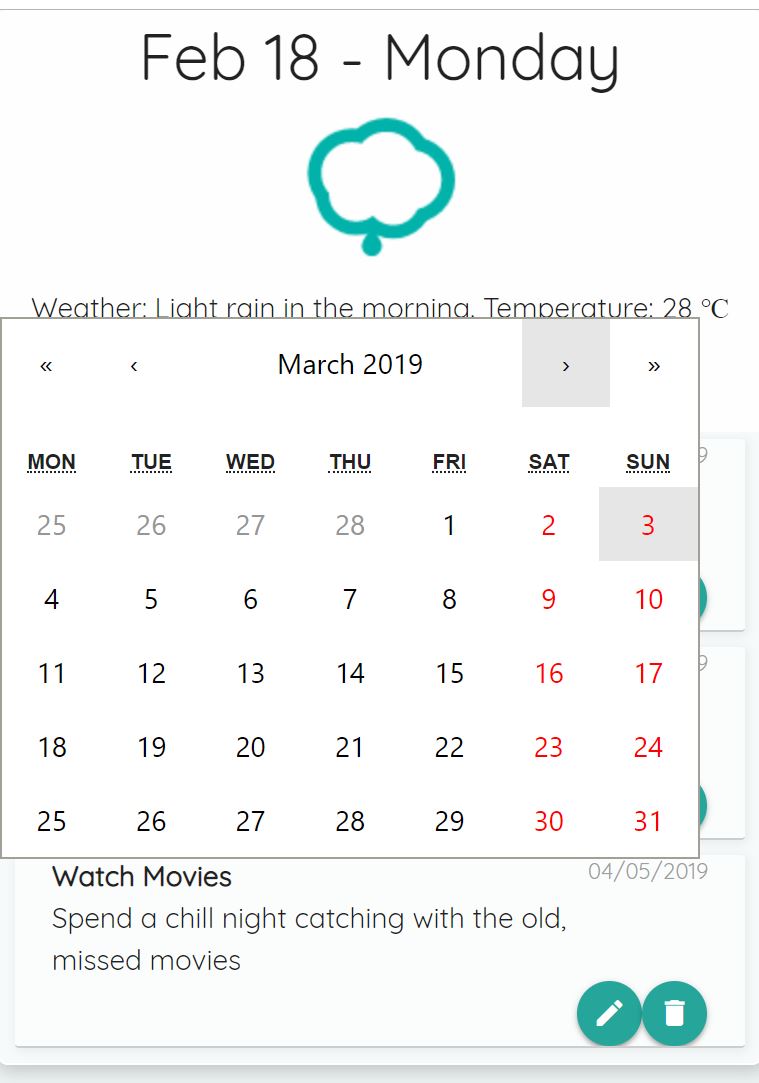 Feb 18 - Monday
Weather: Light rain in the morning. Temperature: 28 °C
« ‹ March 2019 › »
MON TUE WED THU FRI SAT SUN
25 26 27 28 1 2 3
4 5 6 7 8 9 10
11 12 13 14 15 16 17
18 19 20 21 22 23 24
25 26 27 28 29 30 31
9
9
Watch Movies 04/05/2019
Spend a chill night catching with the old,
missed movies